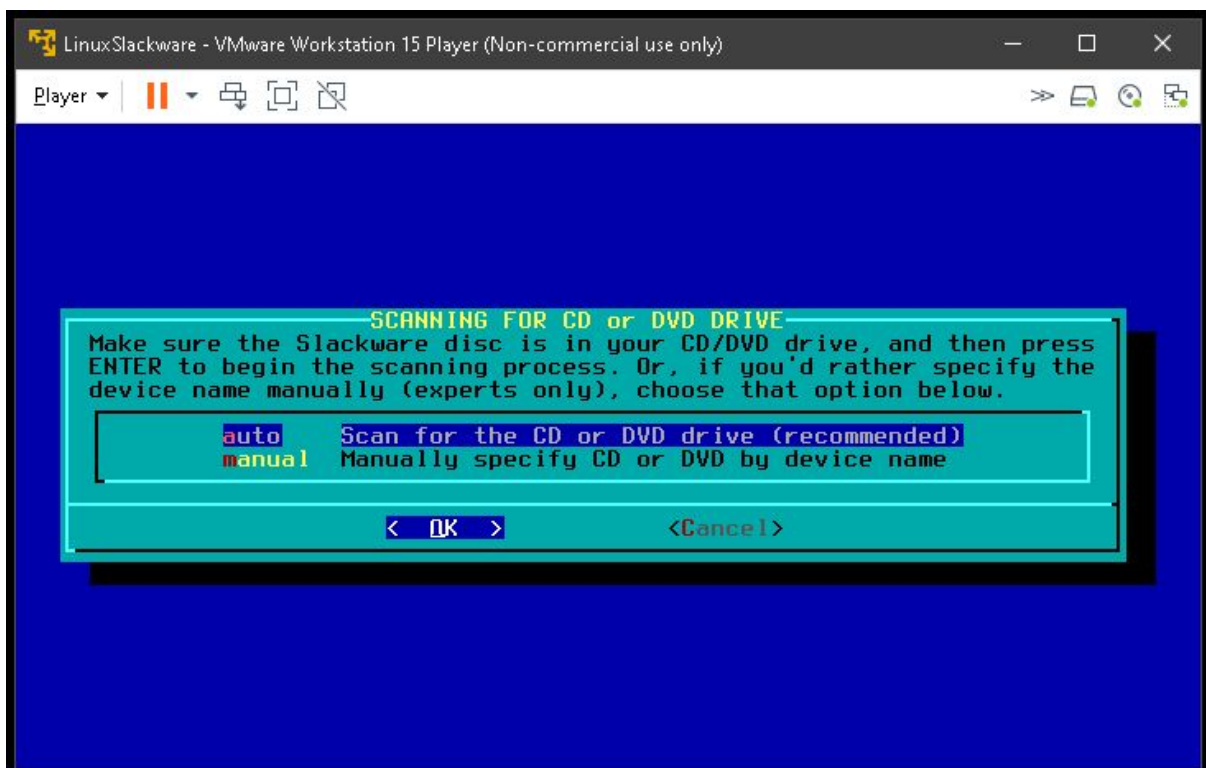 LinuxSlackware - VMware Workstation 15 Player (Non-commercial use only)
Player
SCANNING FOR CD or DVD DRIVE
Make sure the Slackware disc is in your CD/DVD drive, and then press
ENTER to begin the scanning process. Or, if you'd rather specify the
device name manually (experts only), choose that option below.
auto Scan for the CD or DVD drive (recommended)
manual Manually specify CD or DVD by device name
< OK > <Cancel>